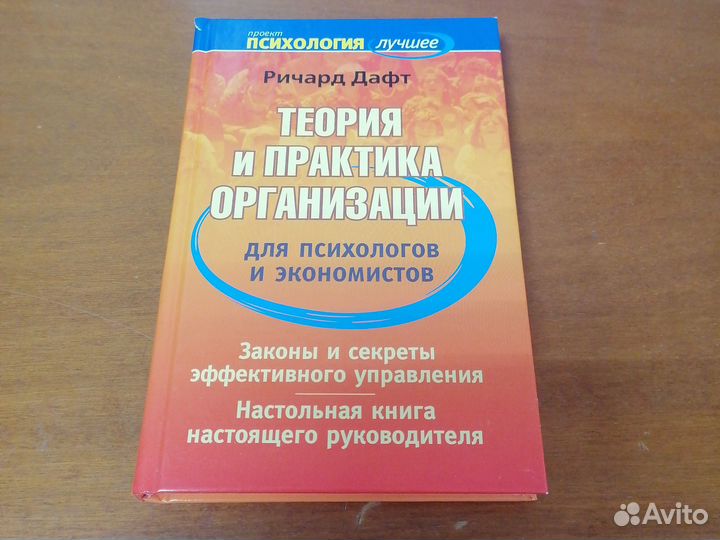 проект
ПСИХОЛОГИЯ лучшее
Ричард Дафт
ТЕОРИЯ
и ПРАКТИКА
ОРГАНИЗАЦИИ
ДЛЯ ПСИХОЛОГОВ
И ЭКОНОМИСТОВ
Законы и секреты
эффективного управления
Настольная книга
настоящего руководителя
Avito